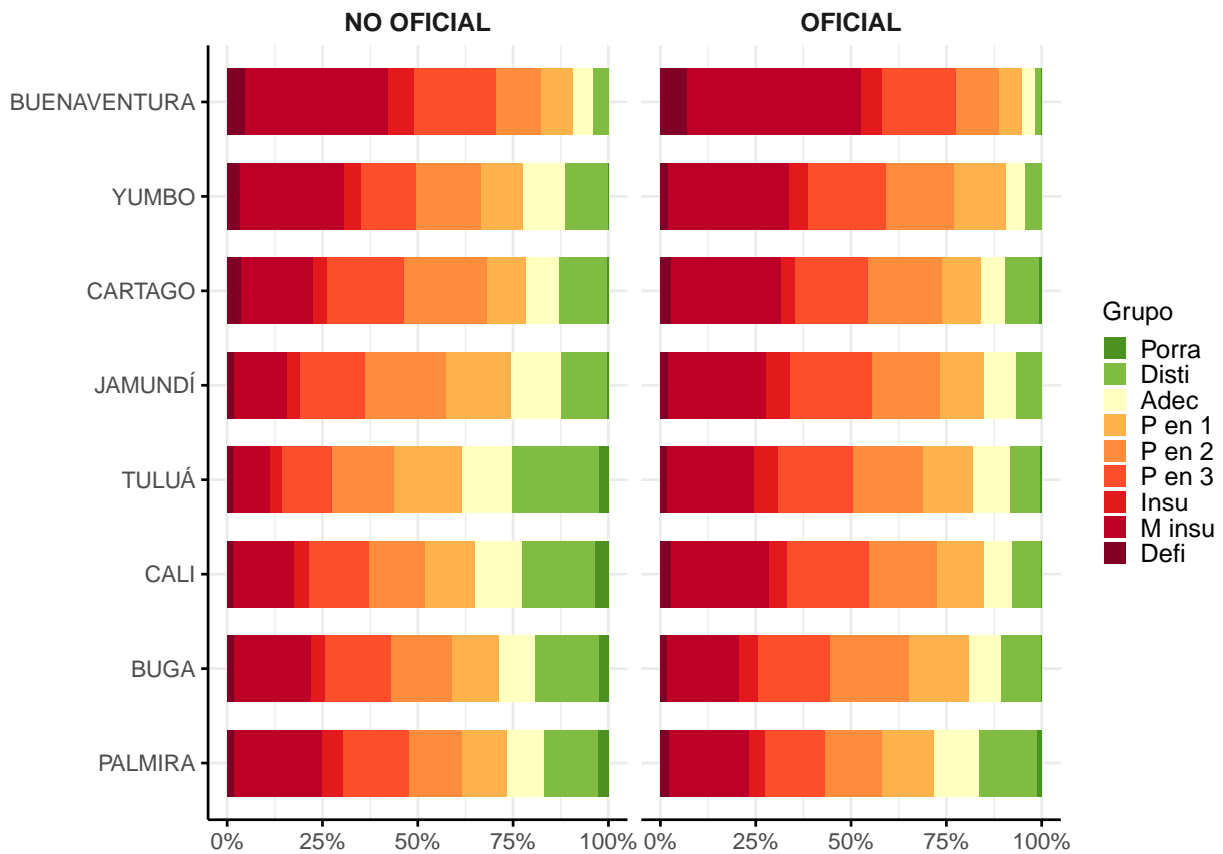 NO OFICIAL
OFICIAL
BUENAVENTURA
YUMBO
CARTAGO
JAMUNDÍ
TULUÁ
CALI
BUGA
PALMIRA
0% 25% 50% 75% 100%
0% 25% 50% 75% 100%
Grupo
Porra
Disti
Adec
P en 1
P en 2
P en 3
Insu
M insu
Defi